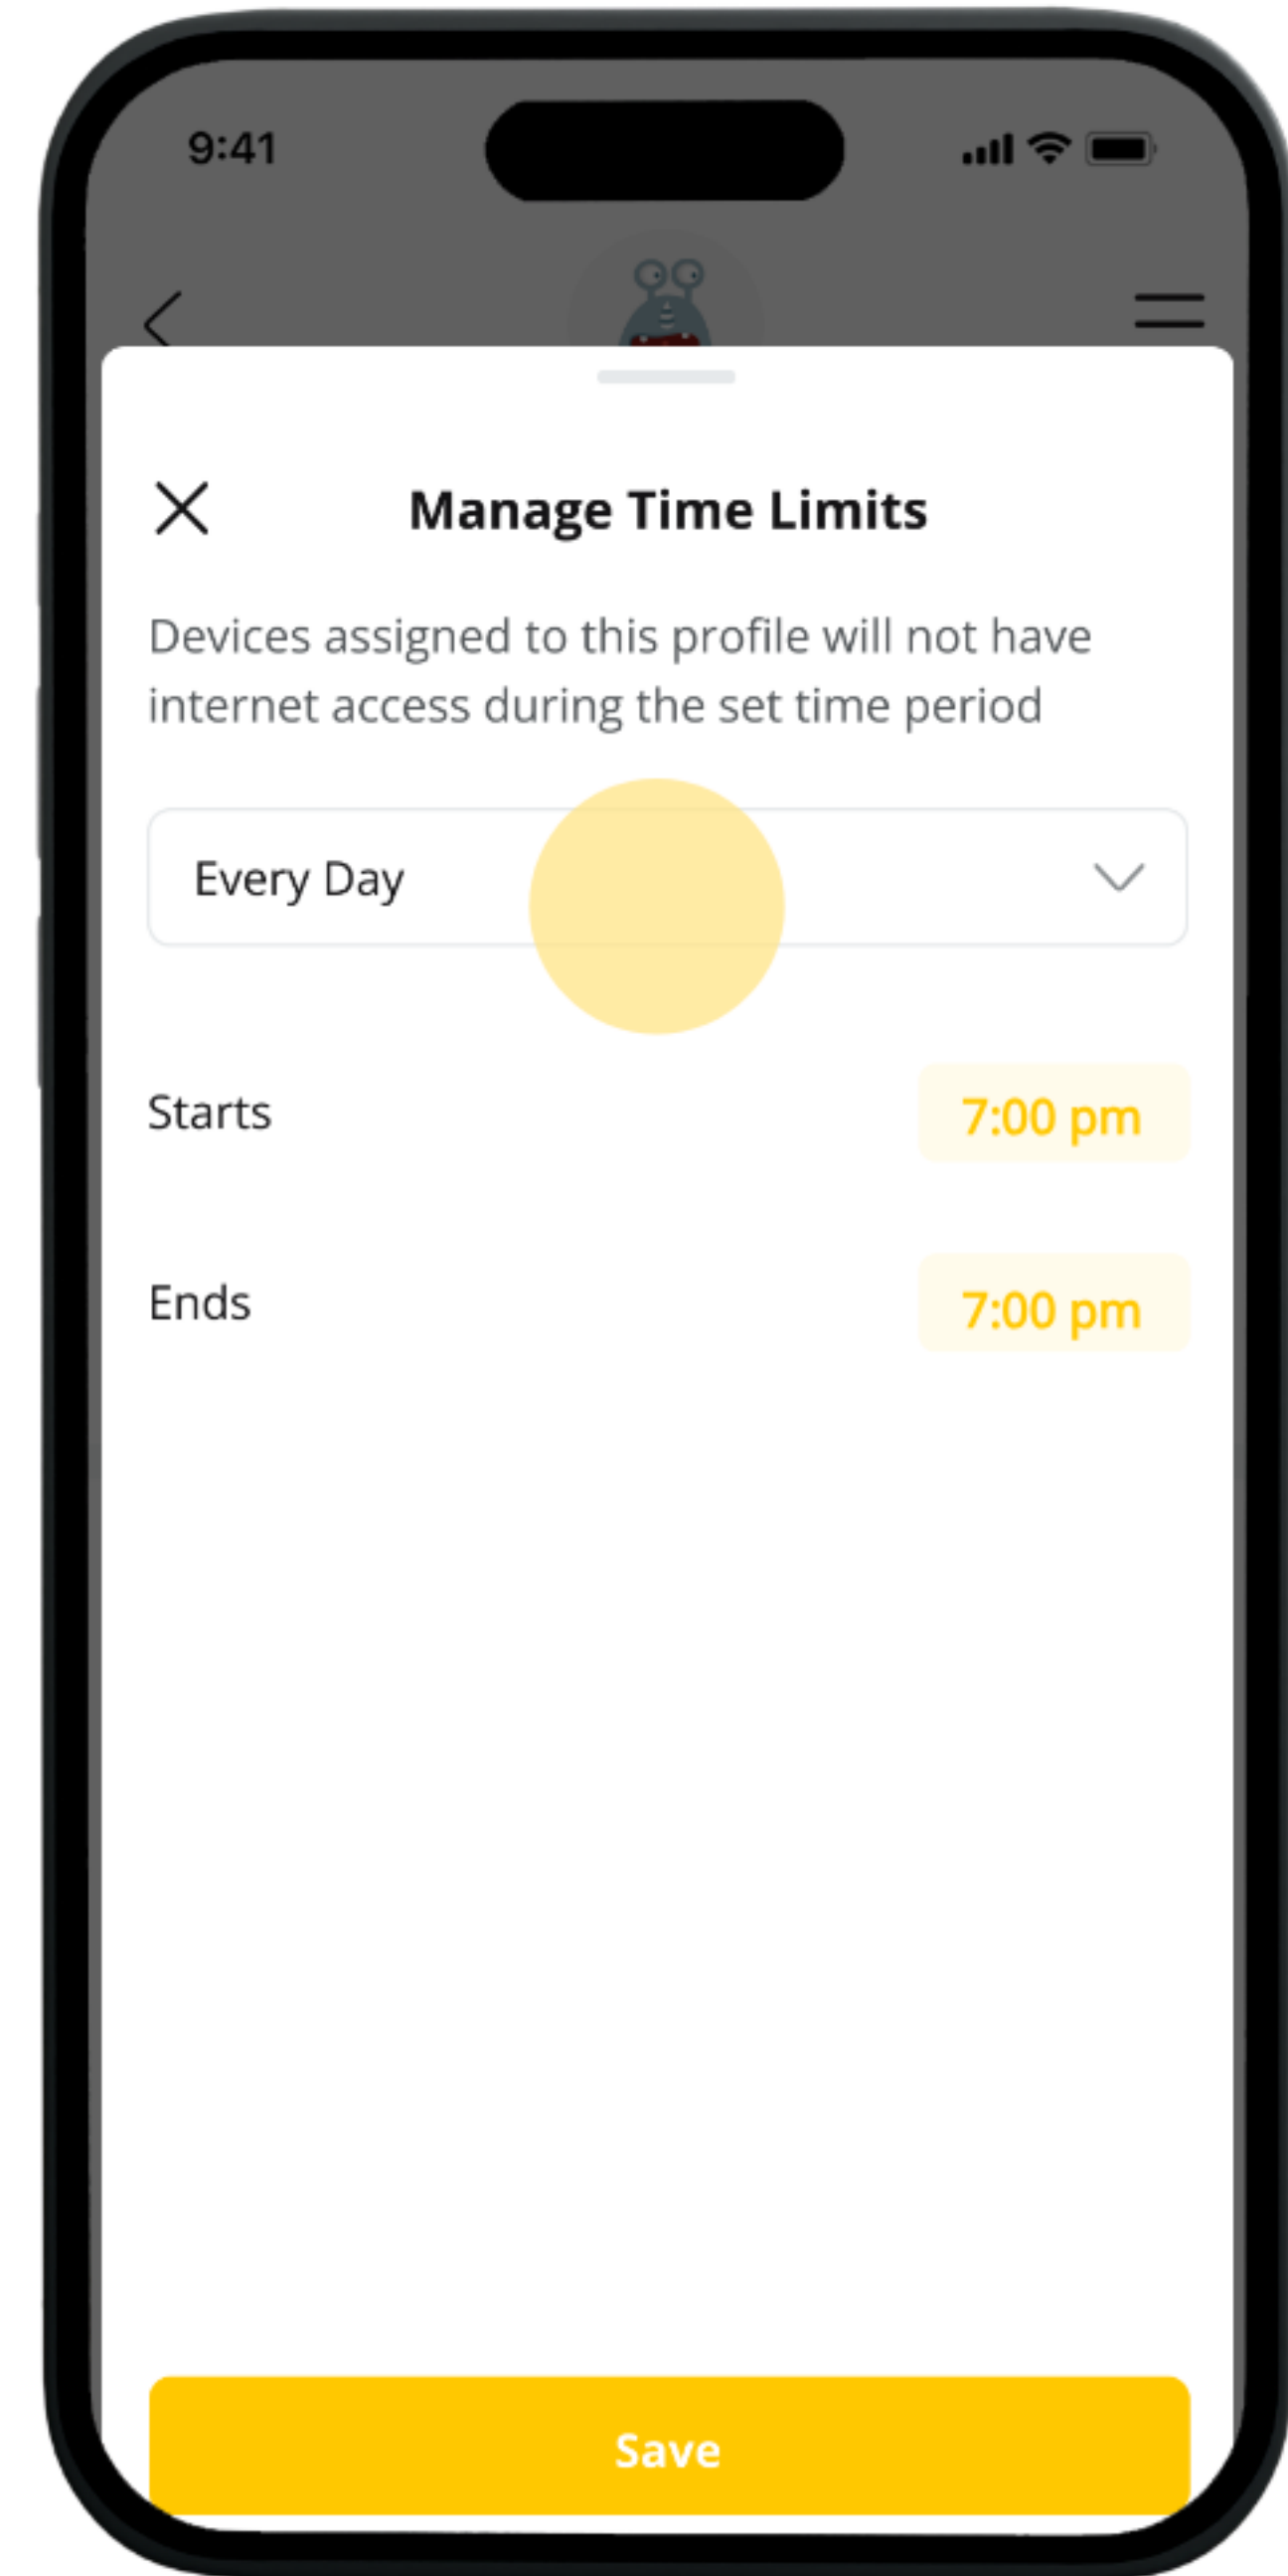 9:41
Manage Time Limits
Devices assigned to this profile will not have
internet access during the set time period
Every Day
Starts
7:00 pm
Ends
7:00 pm
Save